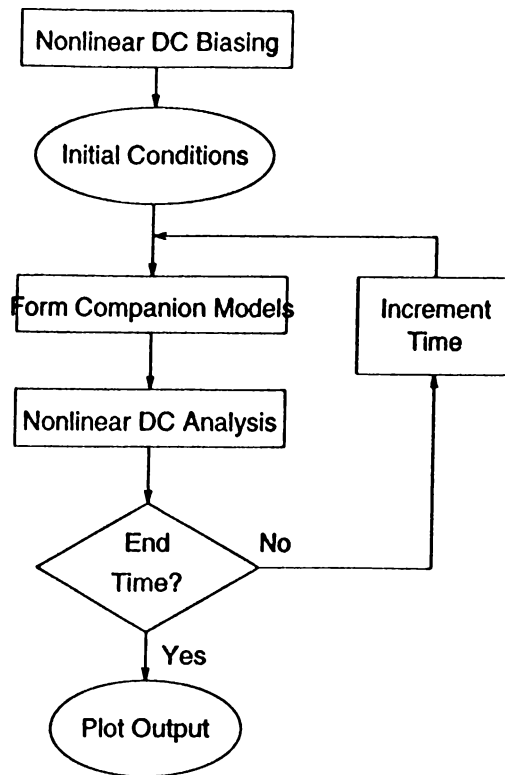 Nonlinear DC Biasing
Initial Conditions
Form Companion Models
Increment
Time
Nonlinear DC Analysis
End
Time?
No
Yes
Plot Output